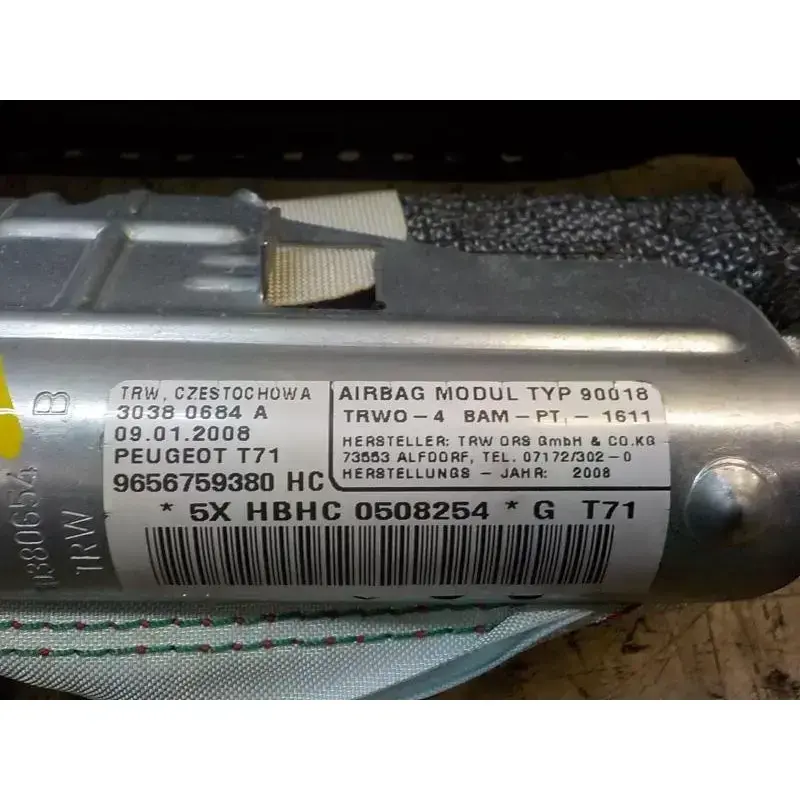 TRW, CZESTOCHOWA
3038 0684 A
09.01.2008
PEUGEOT T71
9656759380 HC
AIRBAG MODUL TYP 90018
TRWO-4 BAM-PT.-1611
HERSTELLER: TRW ORS GmbH & CO.KG
73553 ALFDORF, TEL. 07172/302-0
HERSTELLUNGS-JAHR: 2008
* 5X HBHC 0508254 * G T71
B
TRW